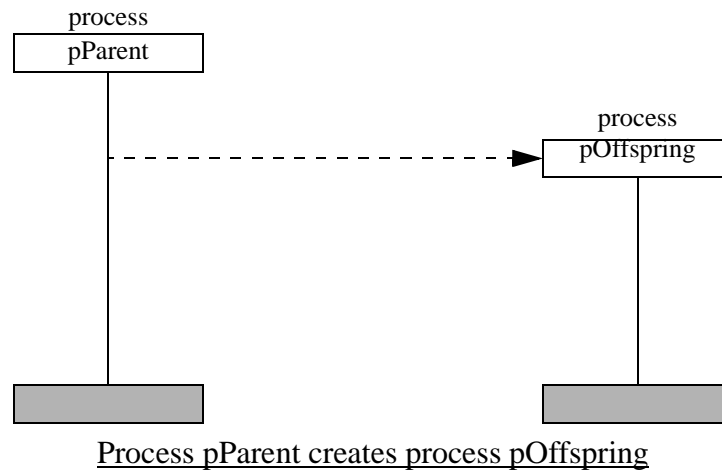 process
pParent
process
pOffspring
Process pParent creates process pOffspring